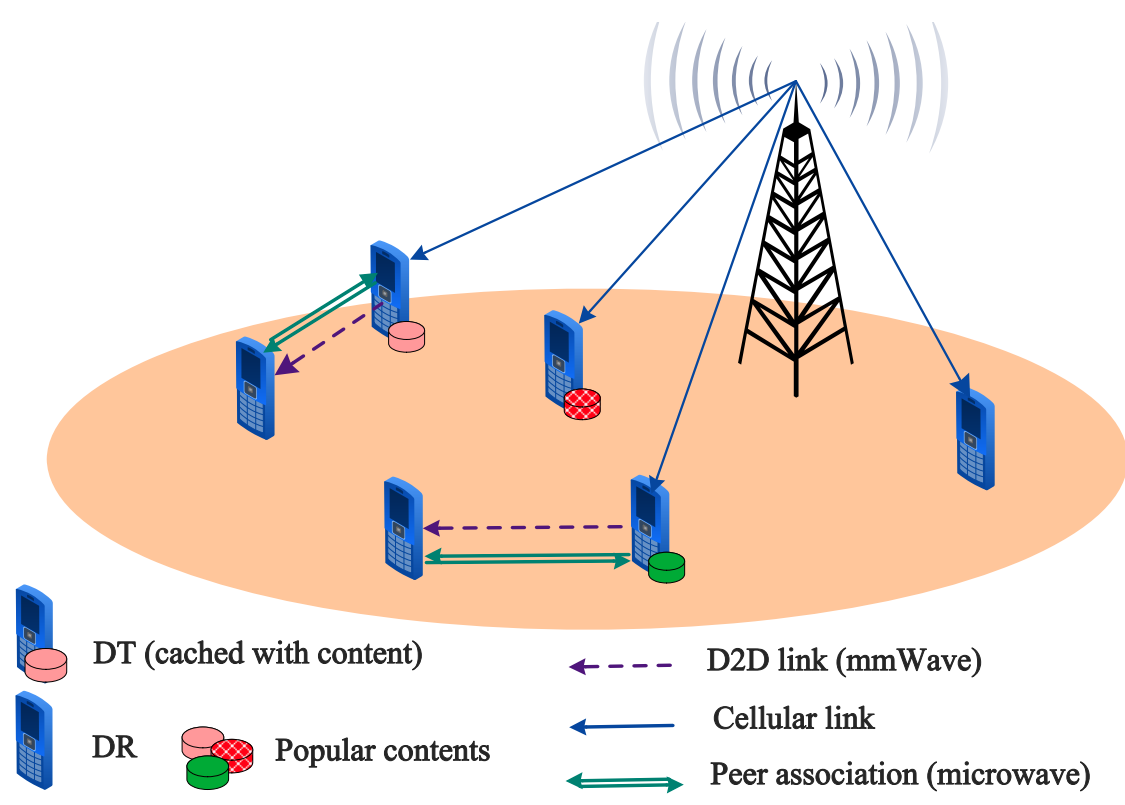 DT (cached with content)
D2D link (mmWave)
Cellular link
DR
Popular contents
Peer association (microwave)